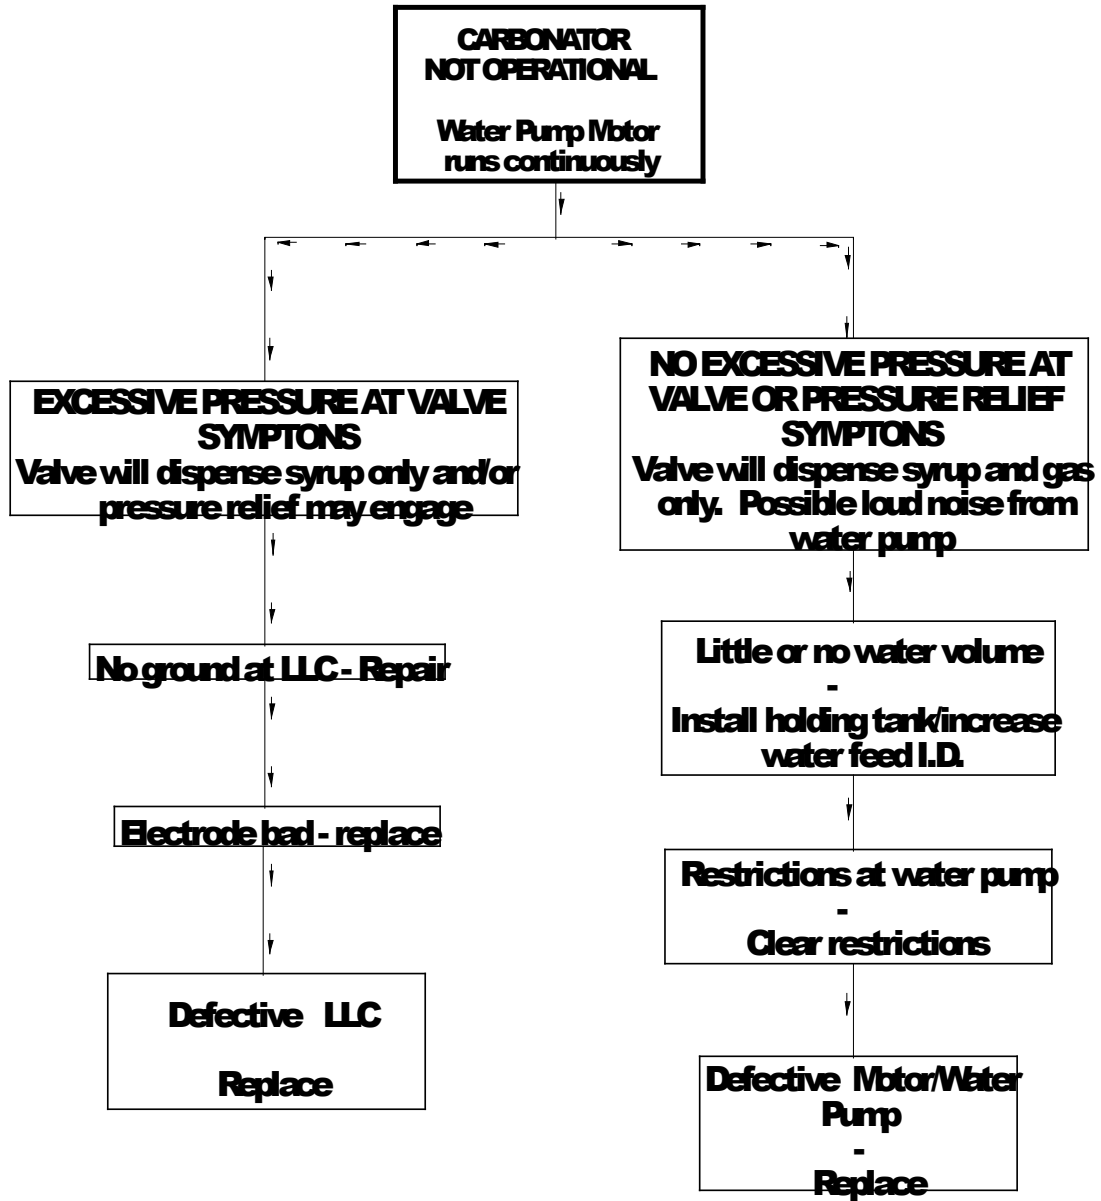 CARBONATOR
NOT OPERATIONAL
Water Pump Motor
runs continuously
EXCESSIVE PRESSURE AT VALVE
SYMPTONS
Valve will dispense syrup only and/or
pressure relief may engage
No ground at LLC - Repair
Electrode bad - replace
Defective LLC
Replace
NO EXCESSIVE PRESSURE AT
VALVE OR PRESSURE RELIEF
SYMPTONS
Valve will dispense syrup and gas
only. Possible loud noise from
water pump
Little or no water volume
-
Install holding tank/increase
water feed I.D.
Restrictions at water pump
-
Clear restrictions
Defective Motor/Water
Pump
-
Replace